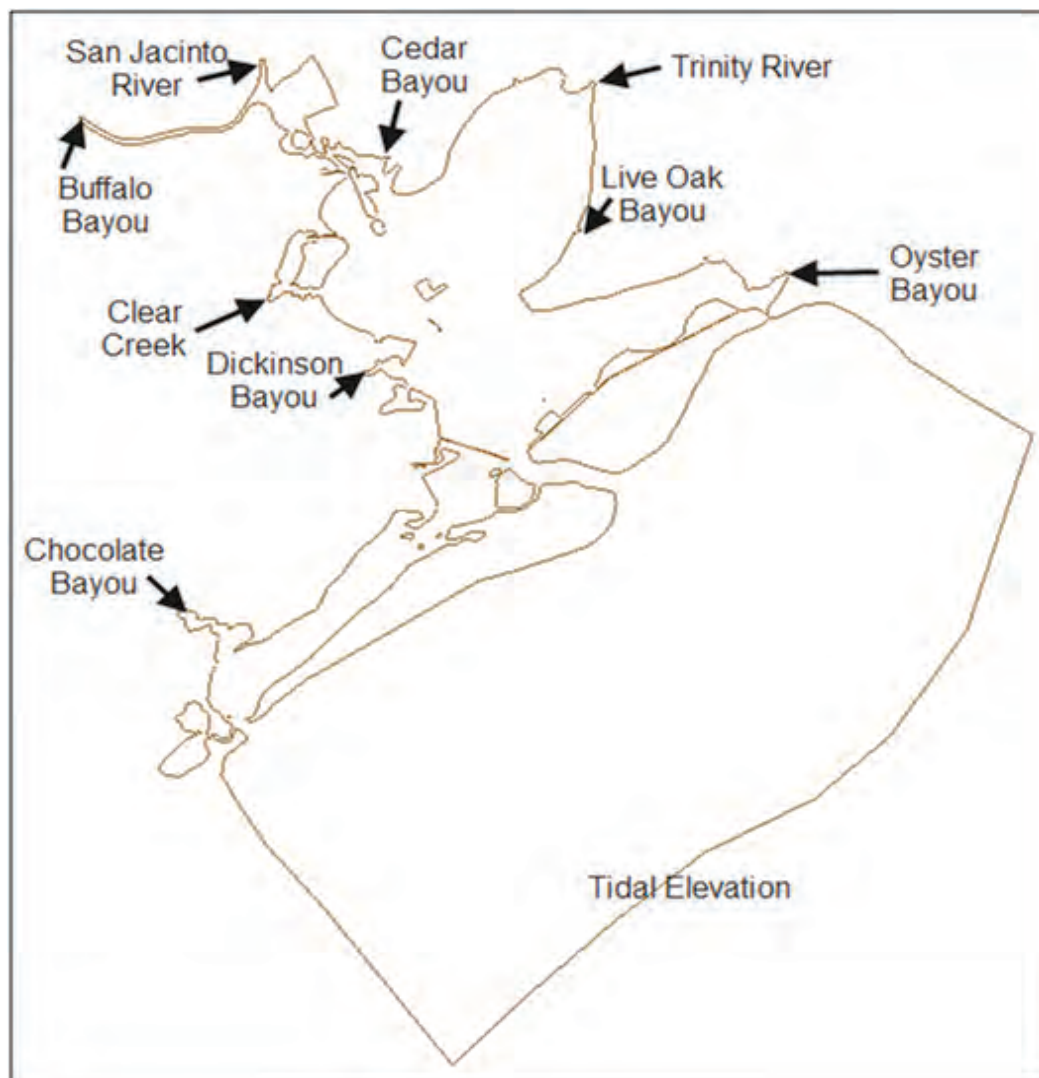 San Jacinto
River
Cedar
Bayou
Trinity River
Buffalo
Bayou
Live Oak
Bayou
Oyster
Bayou
Clear
Creek
Dickinson
Bayou
Chocolate
Bayou
Tidal Elevation